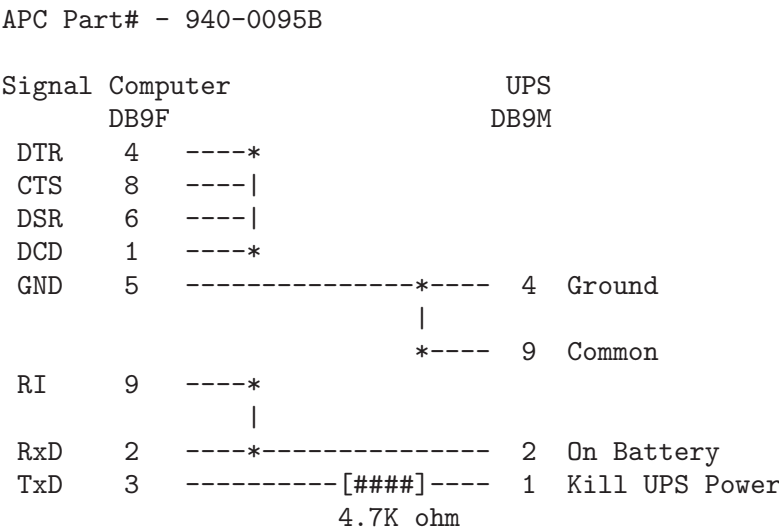 APC Part# - 940-0095B
Signal Computer UPS
DB9F DB9M
DTR 4 ----*
CTS 8 ----|
DSR 6 ----|
DCD 1 ----*
GND 5 ---------------*---- 4 Ground
|
*---- 9 Common
RI 9 ----*
|
RxD 2 ----*--------------- 2 On Battery
TxD 3 ----------[####]---- 1 Kill UPS Power
4.7K ohm